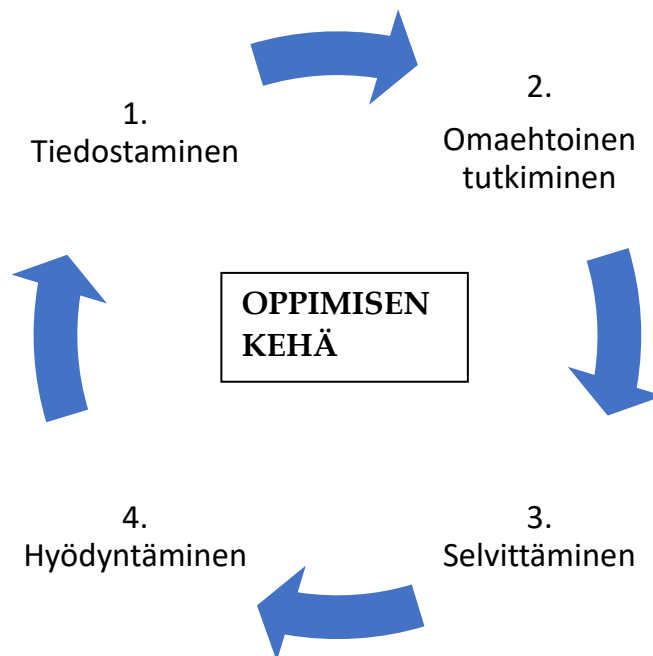 1.
Tiedostaminen
2.
Omaehtoinen
tutkiminen
OPPIMISEN
KEHÄ
3.
Selvittäminen
4.
Hyödyntäminen